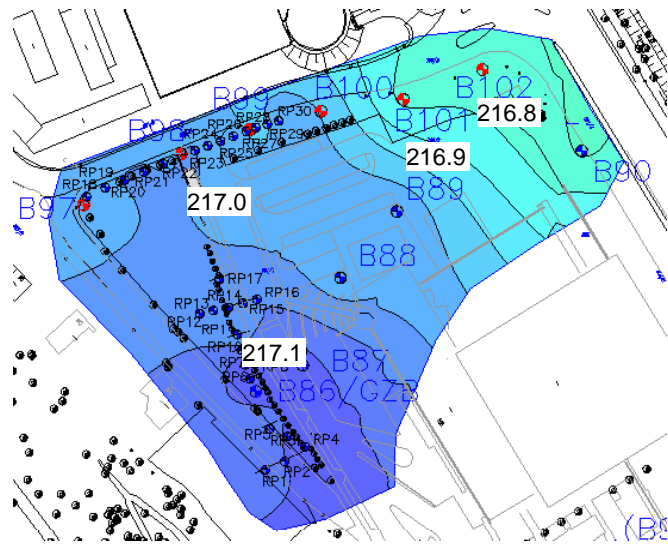 B100
B102
B99
RP30
216.8
B98
RP28
B101
RP29
RP24
RP27
216.9
RP19
RP23
RP25
B90
RP18
RP22
RP21
B89
RP20
B97
217.0
B88
RP17
RP16
RP14
RP13
RP15
RP12
217.1
B87
B86/GZB
RP5
RP4
RP2
RP1
(B9